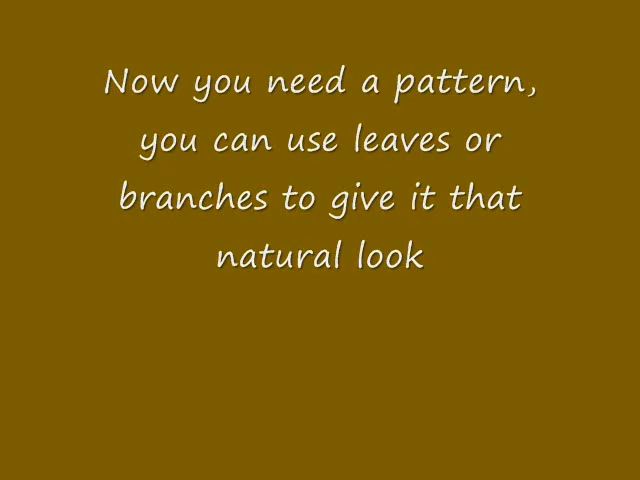 Now you need a pattern,
you can use leaves or
branches to give it that
natural look